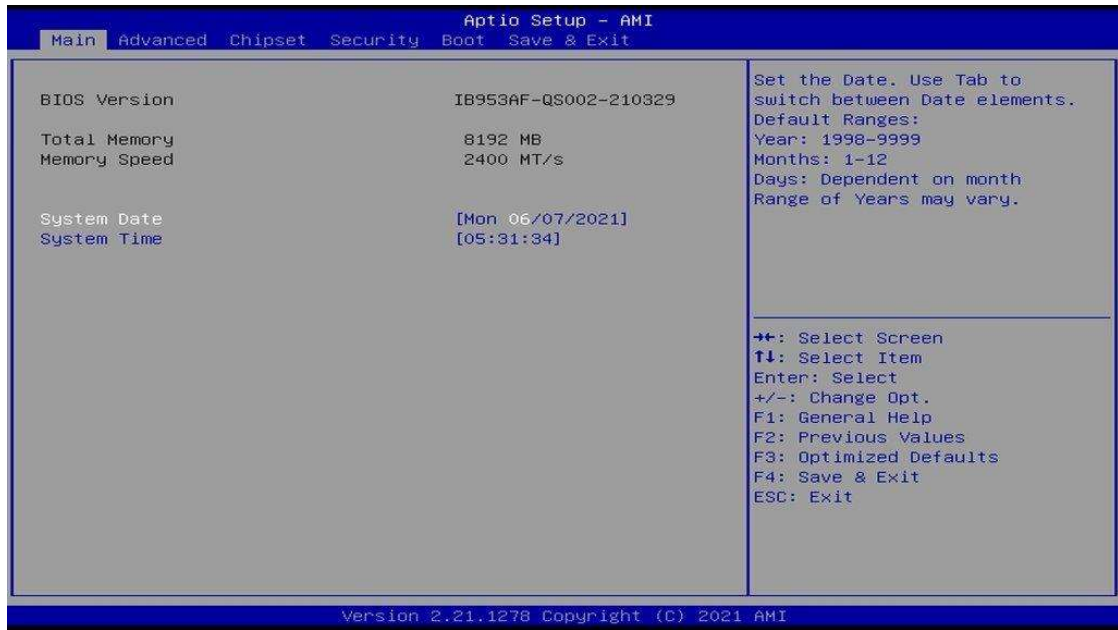 Aptio Setup – AMI
Main Advanced Chipset Security Boot Save & Exit
BIOS Version IB953AF-QS002-210329
Total Memory 8192 MB
Memory Speed 2400 MT/s
System Date [Mon 06/07/2021]
System Time [05:31:34]
Set the Date. Use Tab to
switch between Date elements.
Default Ranges:
Year: 1998-9999
Months: 1-12
Days: Dependent on month
Range of Years may vary.
→←: Select Screen
↑↓: Select Item
Enter: Select
+/-: Change Opt.
F1: General Help
F2: Previous Values
F3: Optimized Defaults
F4: Save & Exit
ESC: Exit
Version 2.21.1278 Copyright (C) 2021 AMI